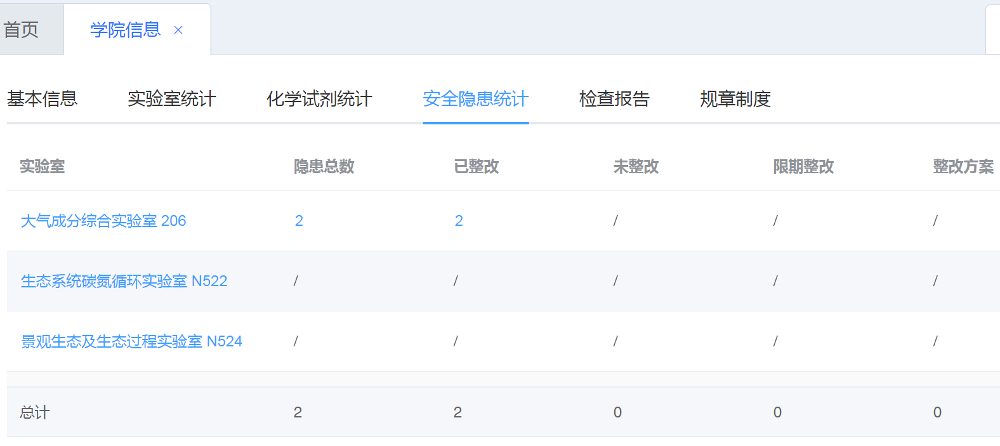 首页 学院信息 ×
基本信息 实验室统计 化学试剂统计 安全隐患统计 检查报告 规章制度
实验室 隐患总数 已整改 未整改 限期整改 整改方案
大气成分综合实验室 206 2 2 / / /
生态系统碳氮循环实验室 N522 / / / / /
景观生态及生态过程实验室 N524 / / / / /
总计 2 2 0 0 0